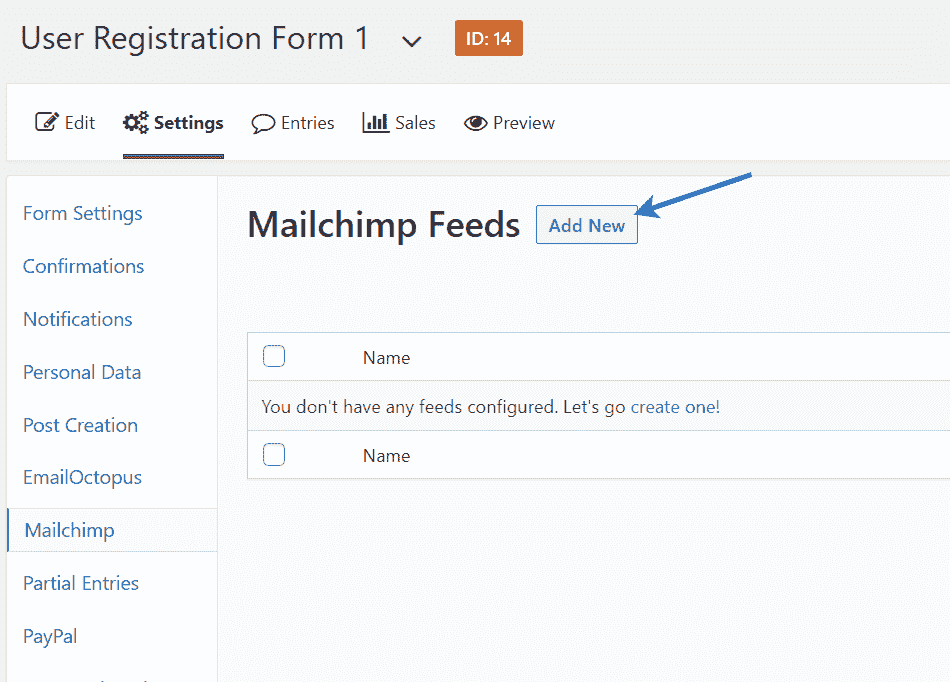 User Registration Form 1 ID: 14
Edit Settings Entries Sales Preview
Form Settings
Confirmations
Notifications
Personal Data
Post Creation
EmailOctopus
Mailchimp
Partial Entries
PayPal
Mailchimp Feeds Add New
Name
You don't have any feeds configured. Let's go create one!
Name